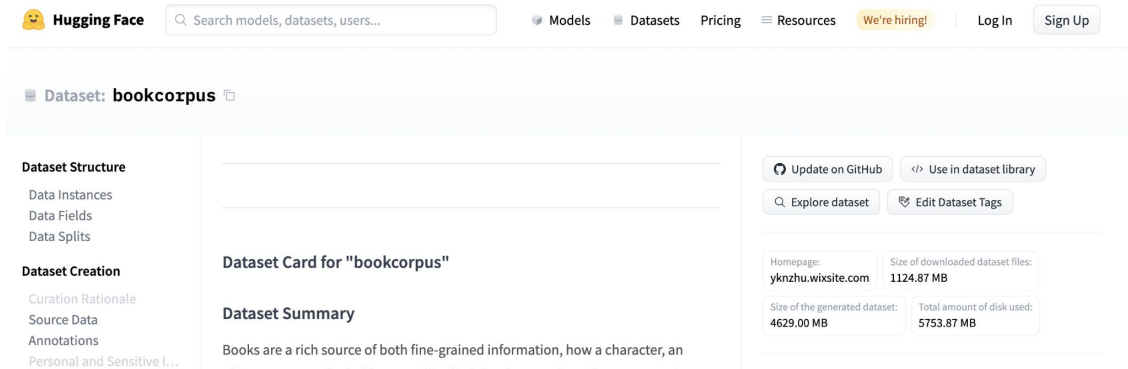 Hugging Face
Search models, datasets, users...
Models
Datasets
Pricing
Resources
We're hiring!
Log In
Sign Up
Dataset: bookcorpus
Dataset Structure
Data Instances
Data Fields
Data Splits
Dataset Creation
Curation Rationale
Source Data
Annotations
Personal and Sensitive I...
Dataset Card for "bookcorpus"
Dataset Summary
Books are a rich source of both fine-grained information, how a character, an
Update on GitHub
</> Use in dataset library
Explore dataset
Edit Dataset Tags
Homepage:
yknzhu.wixsite.com
Size of downloaded dataset files:
1124.87 MB
Size of the generated dataset:
4629.00 MB
Total amount of disk used:
5753.87 MB